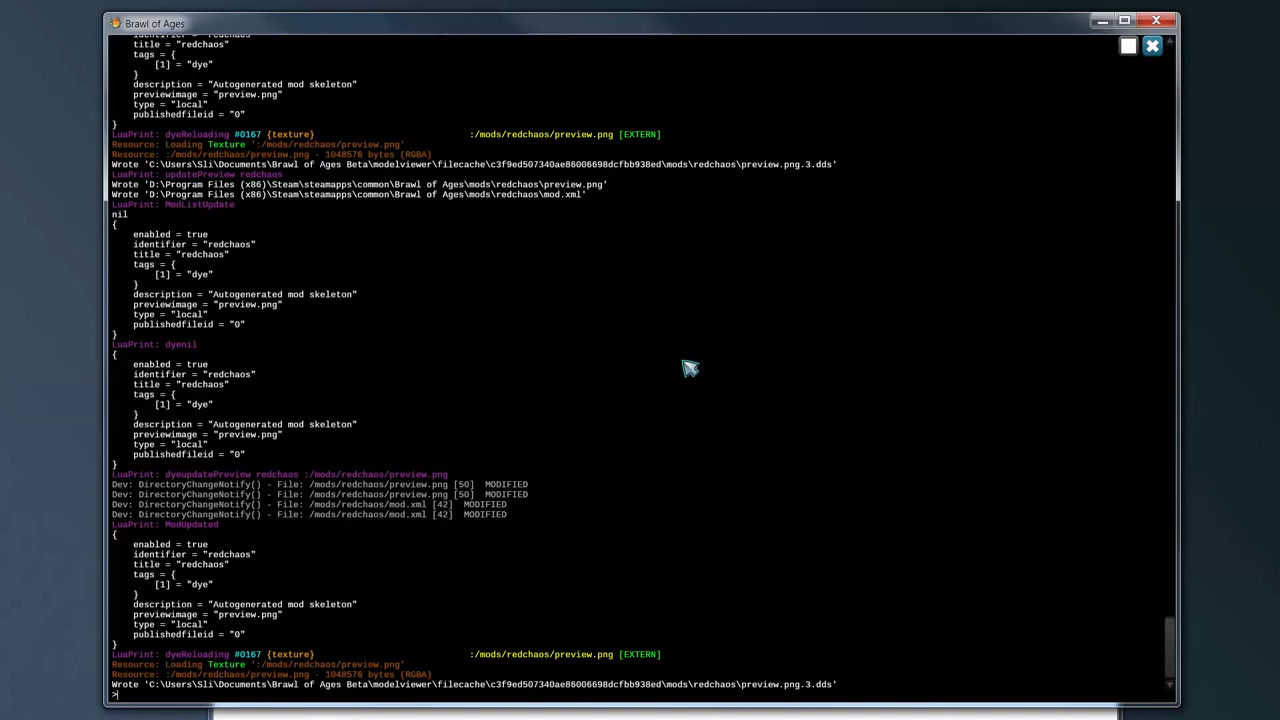 Brawl of Ages
identifier = "redchaos"
title = "redchaos"
tags = {
[1] = "dye"
}
description = "Autogenerated mod skeleton"
previewimage = "preview.png"
type = "local"
publishedfileid = "0"
}
LuaPrint: dyeReloading #0167 {texture} :/mods/redchaos/preview.png [EXTERN]
Resource: Loading Texture ':/mods/redchaos/preview.png'
Resource: :/mods/redchaos/preview.png - 1048576 bytes (RGBA)
Wrote 'C:\Users\Sli\Documents\Brawl of Ages Beta\modelviewer\filecache\c3f9ed507340ae86006698dcfbb938ed\mods\redchaos\preview.png.3.dds'
LuaPrint: updatePreview redchaos
Wrote 'D:\Program Files (x86)\Steam\steamapps\common\Brawl of Ages\mods\redchaos\preview.png'
Wrote 'D:\Program Files (x86)\Steam\steamapps\common\Brawl of Ages\mods\redchaos\mod.xml'
LuaPrint: ModListUpdate
nil
{
enabled = true
identifier = "redchaos"
title = "redchaos"
tags = {
[1] = "dye"
}
description = "Autogenerated mod skeleton"
previewimage = "preview.png"
type = "local"
publishedfileid = "0"
}
LuaPrint: dyenil
{
enabled = true
identifier = "redchaos"
title = "redchaos"
tags = {
[1] = "dye"
}
description = "Autogenerated mod skeleton"
previewimage = "preview.png"
type = "local"
publishedfileid = "0"
}
LuaPrint: dyeupdatePreview redchaos :/mods/redchaos/preview.png
Dev: DirectoryChangeNotify() - File: /mods/redchaos/preview.png [50] MODIFIED
Dev: DirectoryChangeNotify() - File: /mods/redchaos/preview.png [50] MODIFIED
Dev: DirectoryChangeNotify() - File: /mods/redchaos/mod.xml [42] MODIFIED
Dev: DirectoryChangeNotify() - File: /mods/redchaos/mod.xml [42] MODIFIED
LuaPrint: ModUpdated
{
enabled = true
identifier = "redchaos"
title = "redchaos"
tags = {
[1] = "dye"
}
description = "Autogenerated mod skeleton"
previewimage = "preview.png"
type = "local"
publishedfileid = "0"
}
LuaPrint: dyeReloading #0167 {texture} :/mods/redchaos/preview.png [EXTERN]
Resource: Loading Texture ':/mods/redchaos/preview.png'
Resource: :/mods/redchaos/preview.png - 1048576 bytes (RGBA)
Wrote 'C:\Users\Sli\Documents\Brawl of Ages Beta\modelviewer\filecache\c3f9ed507340ae86006698dcfbb938ed\mods\redchaos\preview.png.3.dds'
>